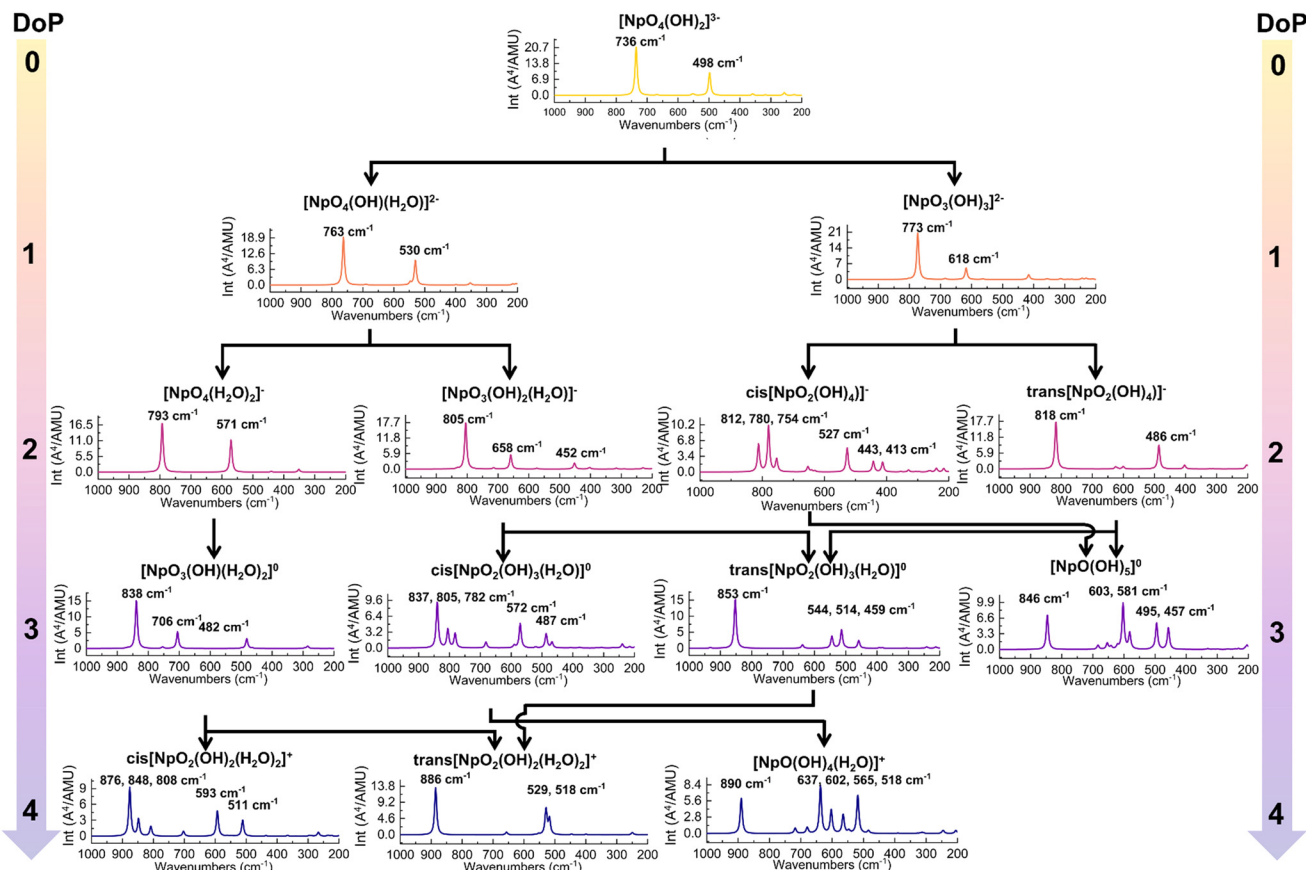 DoP
DoP
0
0
[NpO₄(OH)₂]³⁻
736 cm⁻¹
498 cm⁻¹
Int (A⁴/AMU)
20.7
13.8
6.9
0.0
1000 900 800 700 600 500 400 300 200
Wavenumbers (cm⁻¹)
1
1
[NpO₄(OH)(H₂O)]²⁻
763 cm⁻¹
530 cm⁻¹
Int (A⁴/AMU)
18.9
12.6
6.3
0.0
1000 900 800 700 600 500 400 300 200
Wavenumbers (cm⁻¹)
[NpO₃(OH)₃]²⁻
773 cm⁻¹
618 cm⁻¹
Int (A⁴/AMU)
21
14
7
0
1000 900 800 700 600 500 400 300 200
Wavenumbers (cm⁻¹)
2
2
[NpO₄(H₂O)₂]⁻
793 cm⁻¹
571 cm⁻¹
Int (A⁴/AMU)
16.5
11.0
5.5
0.0
1000 900 800 700 600 500 400 300 200
Wavenumbers (cm⁻¹)
[NpO₃(OH)₂(H₂O)]⁻
805 cm⁻¹
658 cm⁻¹
452 cm⁻¹
Int (A⁴/AMU)
17.7
11.8
5.9
0.0
1000 900 800 700 600 500 400 300 200
Wavenumbers (cm⁻¹)
cis[NpO₂(OH)₄)]⁻
812, 780, 754 cm⁻¹
527 cm⁻¹
443, 413 cm⁻¹
Int (A⁴/AMU)
10.2
6.8
3.4
0.0
1000 800 600 400 200
Wavenumbers (cm⁻¹)
trans[NpO₂(OH)₄)]⁻
818 cm⁻¹
486 cm⁻¹
Int (A⁴/AMU)
17.7
11.8
5.9
0.0
1000 900 800 700 600 500 400 300 200
Wavenumbers (cm⁻¹)
3
3
[NpO₃(OH)(H₂O)₂]⁰
838 cm⁻¹
706 cm⁻¹
482 cm⁻¹
Int (A⁴/AMU)
15
10
5
0
1000 900 800 700 600 500 400 300 200
Wavenumbers (cm⁻¹)
cis[NpO₂(OH)₃(H₂O)]⁰
837, 805, 782 cm⁻¹
572 cm⁻¹
487 cm⁻¹
Int (A⁴/AMU)
9.6
6.4
3.2
0.0
1000 900 800 700 600 500 400 300 200
Wavenumbers (cm⁻¹)
trans[NpO₂(OH)₃(H₂O)]⁰
853 cm⁻¹
544, 514, 459 cm⁻¹
Int (A⁴/AMU)
15
10
5
0
1000 900 800 700 600 500 400 300 200
Wavenumbers (cm⁻¹)
[NpO(OH)₅]⁰
846 cm⁻¹
603, 581 cm⁻¹
495, 457 cm⁻¹
Int (A⁴/AMU)
9.9
6.6
3.3
0.0
1000 900 800 700 600 500 400 300 200
Wavenumbers (cm⁻¹)
4
4
cis[NpO₂(OH)₂(H₂O)₂]⁺
876, 848, 808 cm⁻¹
593 cm⁻¹
511 cm⁻¹
Int (A⁴/AMU)
9
6
3
0
1000 900 800 700 600 500 400 300 200
Wavenumbers (cm⁻¹)
trans[NpO₂(OH)₂(H₂O)₂]⁺
886 cm⁻¹
529, 518 cm⁻¹
Int (A⁴/AMU)
13.8
9.2
4.6
0.0
1000 900 800 700 600 500 400 300 200
Wavenumbers (cm⁻¹)
[NpO(OH)₄(H₂O)]⁺
890 cm⁻¹
637, 602, 565, 518 cm⁻¹
Int (A⁴/AMU)
8.4
5.6
2.8
0.0
1000 900 800 700 600 500 400 300 200
Wavenumbers (cm⁻¹)